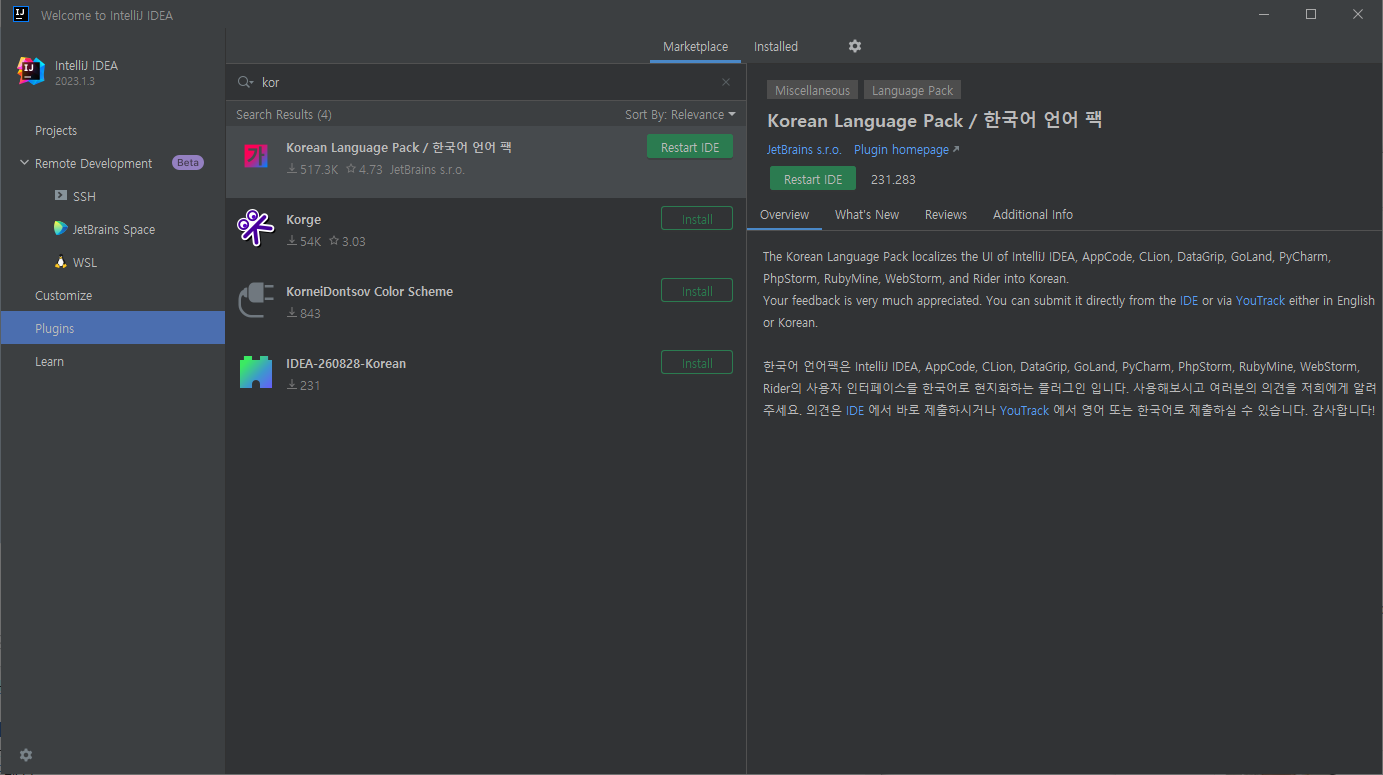 Welcome to IntelliJ IDEA
IntelliJ IDEA
2023.1.3
Projects
Remote Development Beta
SSH
JetBrains Space
WSL
Customize
Plugins
Learn
Marketplace Installed
kor
Search Results (4) Sort By: Relevance
Korean Language Pack / 한국어 언어 팩 Restart IDE
517.3K 4.73 JetBrains s.r.o.
Korge Install
54K 3.03
KorneiDontsov Color Scheme Install
843
IDEA-260828-Korean Install
231
Miscellaneous Language Pack
Korean Language Pack / 한국어 언어 팩
JetBrains s.r.o. Plugin homepage
Restart IDE 231.283
Overview What's New Reviews Additional Info
The Korean Language Pack localizes the UI of IntelliJ IDEA, AppCode, CLion, DataGrip, GoLand, PyCharm,
PhpStorm, RubyMine, WebStorm, and Rider into Korean.
Your feedback is very much appreciated. You can submit it directly from the IDE or via YouTrack either in English
or Korean.
한국어 언어팩은 IntelliJ IDEA, AppCode, CLion, DataGrip, GoLand, PyCharm, PhpStorm, RubyMine, WebStorm,
Rider의 사용자 인터페이스를 한국어로 현지화하는 플러그인 입니다. 사용해보시고 여러분의 의견을 저희에게 알려
주세요. 의견은 IDE 에서 바로 제출하시거나 YouTrack 에서 영어 또는 한국어로 제출하실 수 있습니다. 감사합니다!